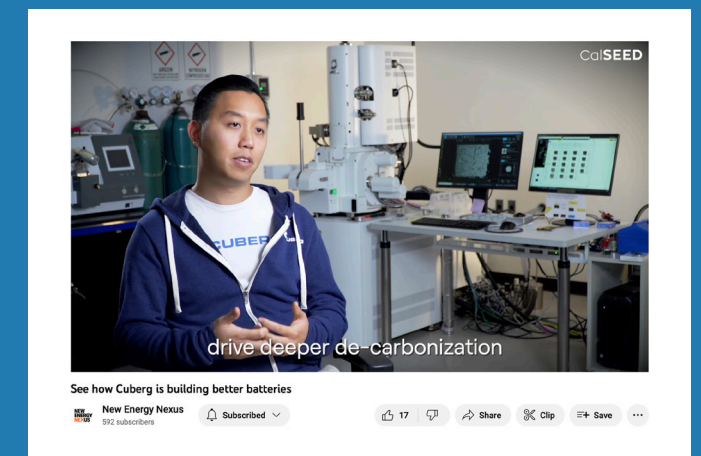 CalSEED
CUBER
drive deeper de-carbonization
See how Cuberg is building better batteries
NEW
ENERGY
NEXUS
New Energy Nexus
592 subscribers
Subscribed
17
Share
Clip
Save